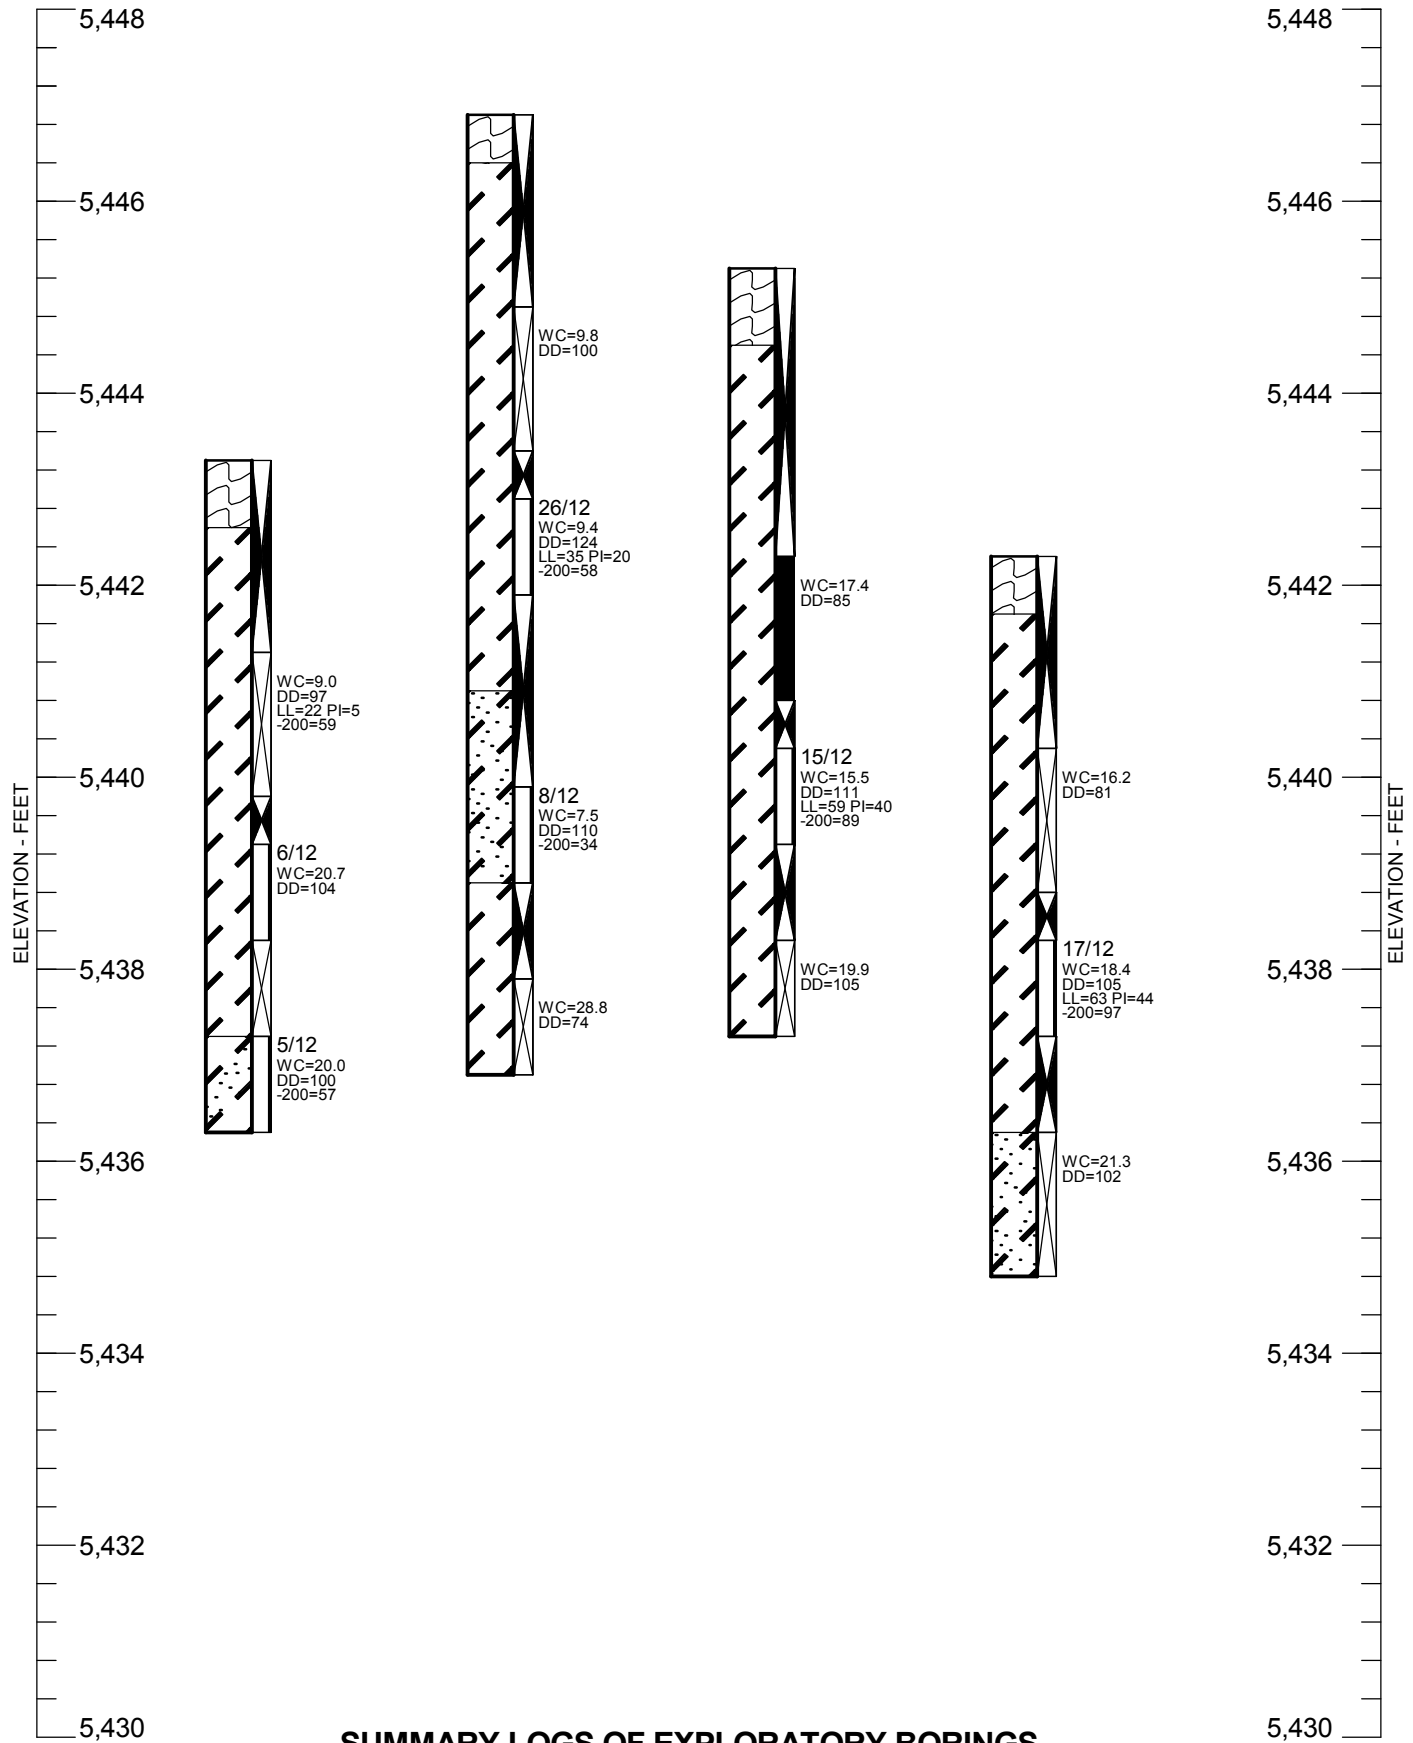 5,448
5,446
5,444
5,442
5,440
5,438
5,436
5,434
5,432
5,430
ELEVATION - FEET
WC=9.0
DD=97
LL=22 PI=5
-200=59
6/12
WC=20.7
DD=104
5/12
WC=20.0
DD=100
-200=57
WC=9.8
DD=100
26/12
WC=9.4
DD=124
LL=35 PI=20
-200=58
8/12
WC=7.5
DD=110
-200=34
WC=28.8
DD=74
WC=17.4
DD=85
15/12
WC=15.5
DD=111
LL=59 PI=40
-200=89
WC=19.9
DD=105
WC=16.2
DD=81
17/12
WC=18.4
DD=105
LL=63 PI=44
-200=97
WC=21.3
DD=102
5,448
5,446
5,444
5,442
5,440
5,438
5,436
5,434
5,432
5,430
ELEVATION - FEET
SUMMARY LOGS OF EXPLORATORY BORINGS